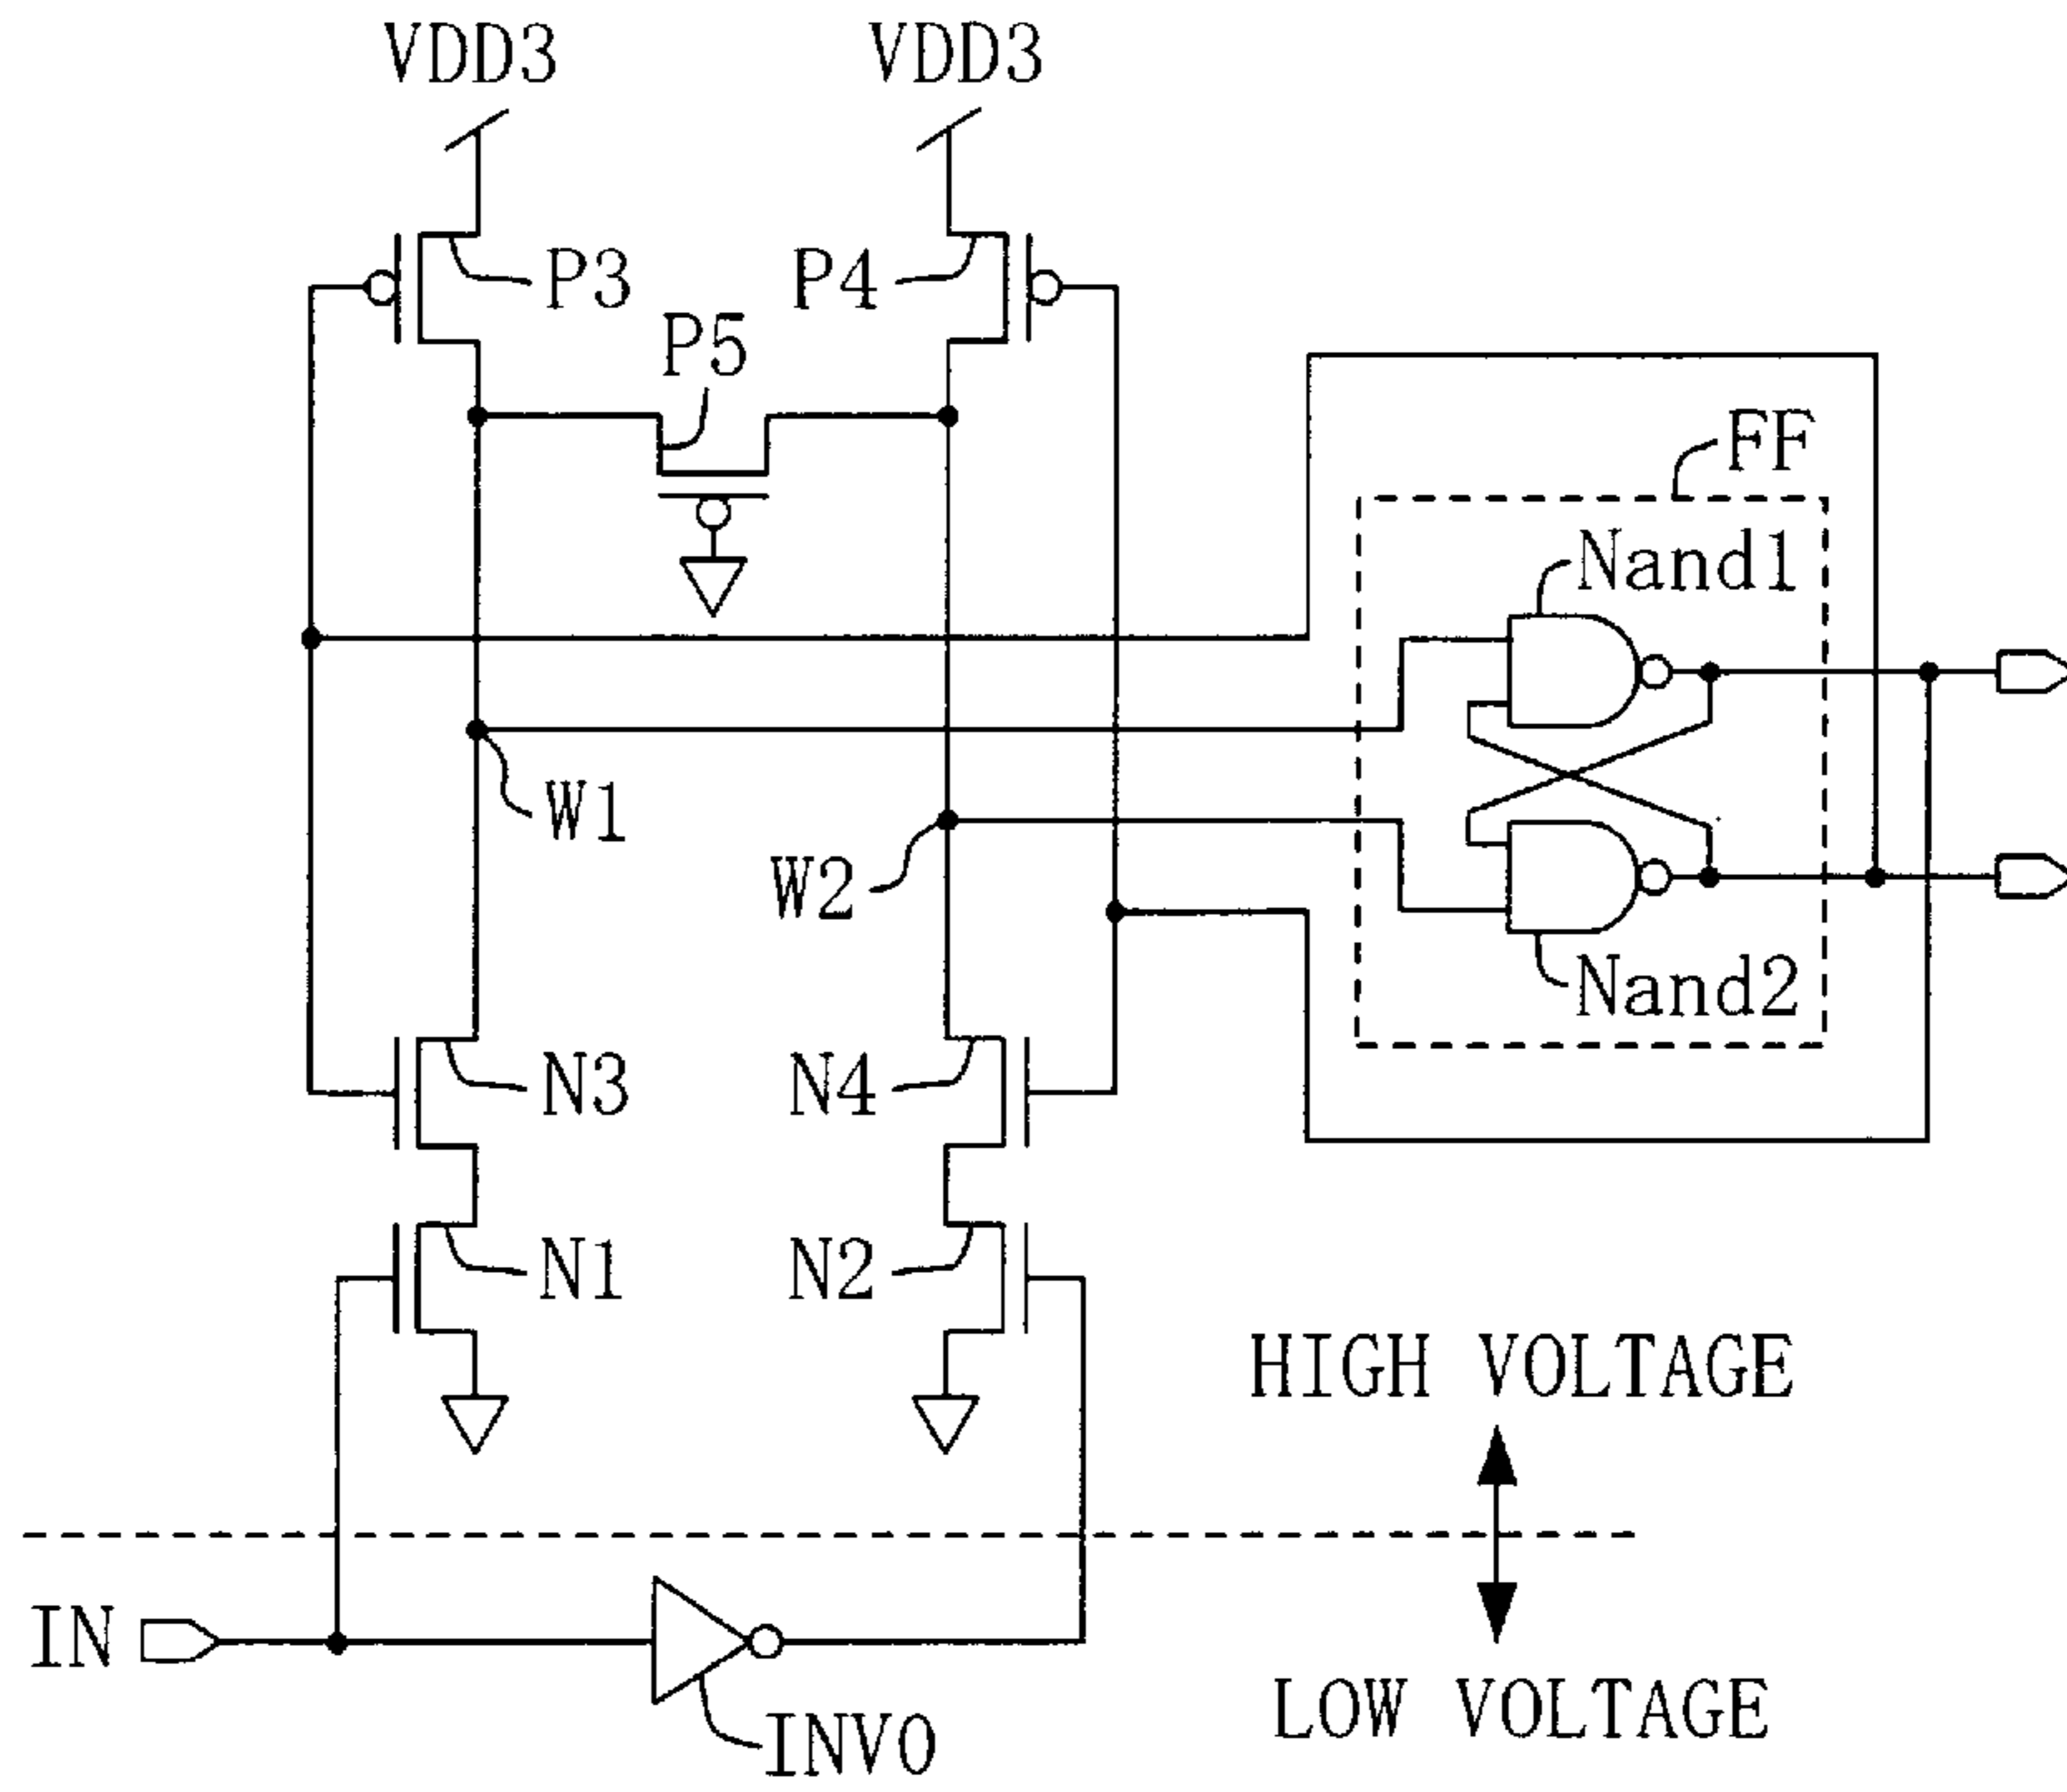 VDD3
VDD3
P3
P4
P5
FF
Nand1
W1
W2
Nand2
N3
N4
N1
N2
HIGH VOLTAGE
IN
LOW VOLTAGE
INV0